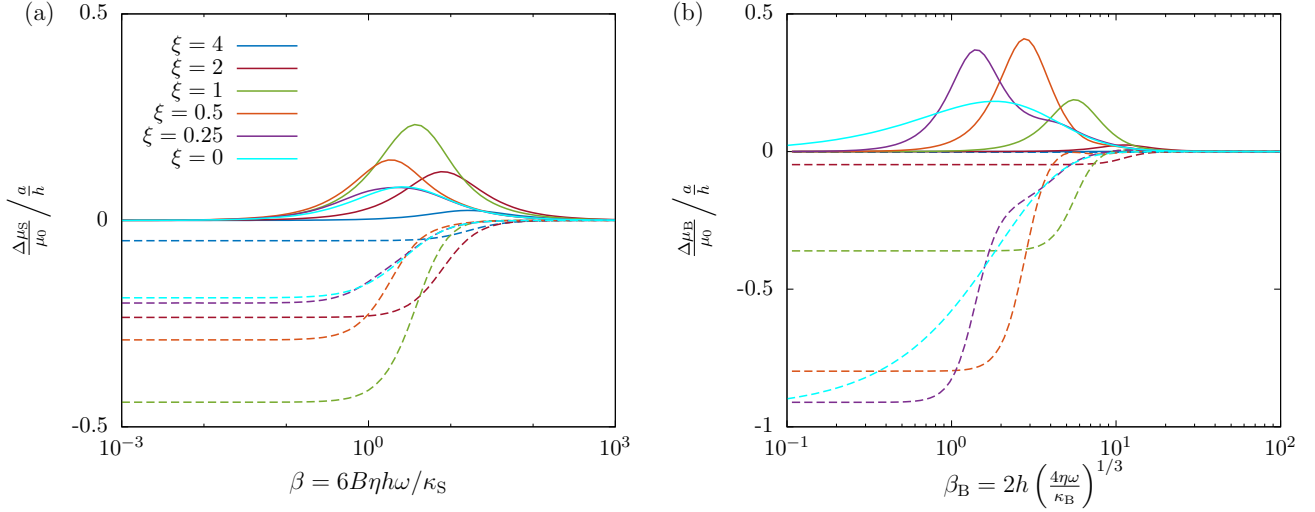 (a)
0.5
0
-0.5
ξ = 4
ξ = 2
ξ = 1
ξ = 0.5
ξ = 0.25
ξ = 0
Δμ_S/μ_0 / a/h
10^{-3}
10^0
10^3
β = 6Bηhω/κ_S
(b)
0.5
0
-0.5
-1
Δμ_B/μ_0 / a/h
10^{-1}
10^0
10^1
10^2
β_B = 2h (4ηω/κ_B)^{1/3}